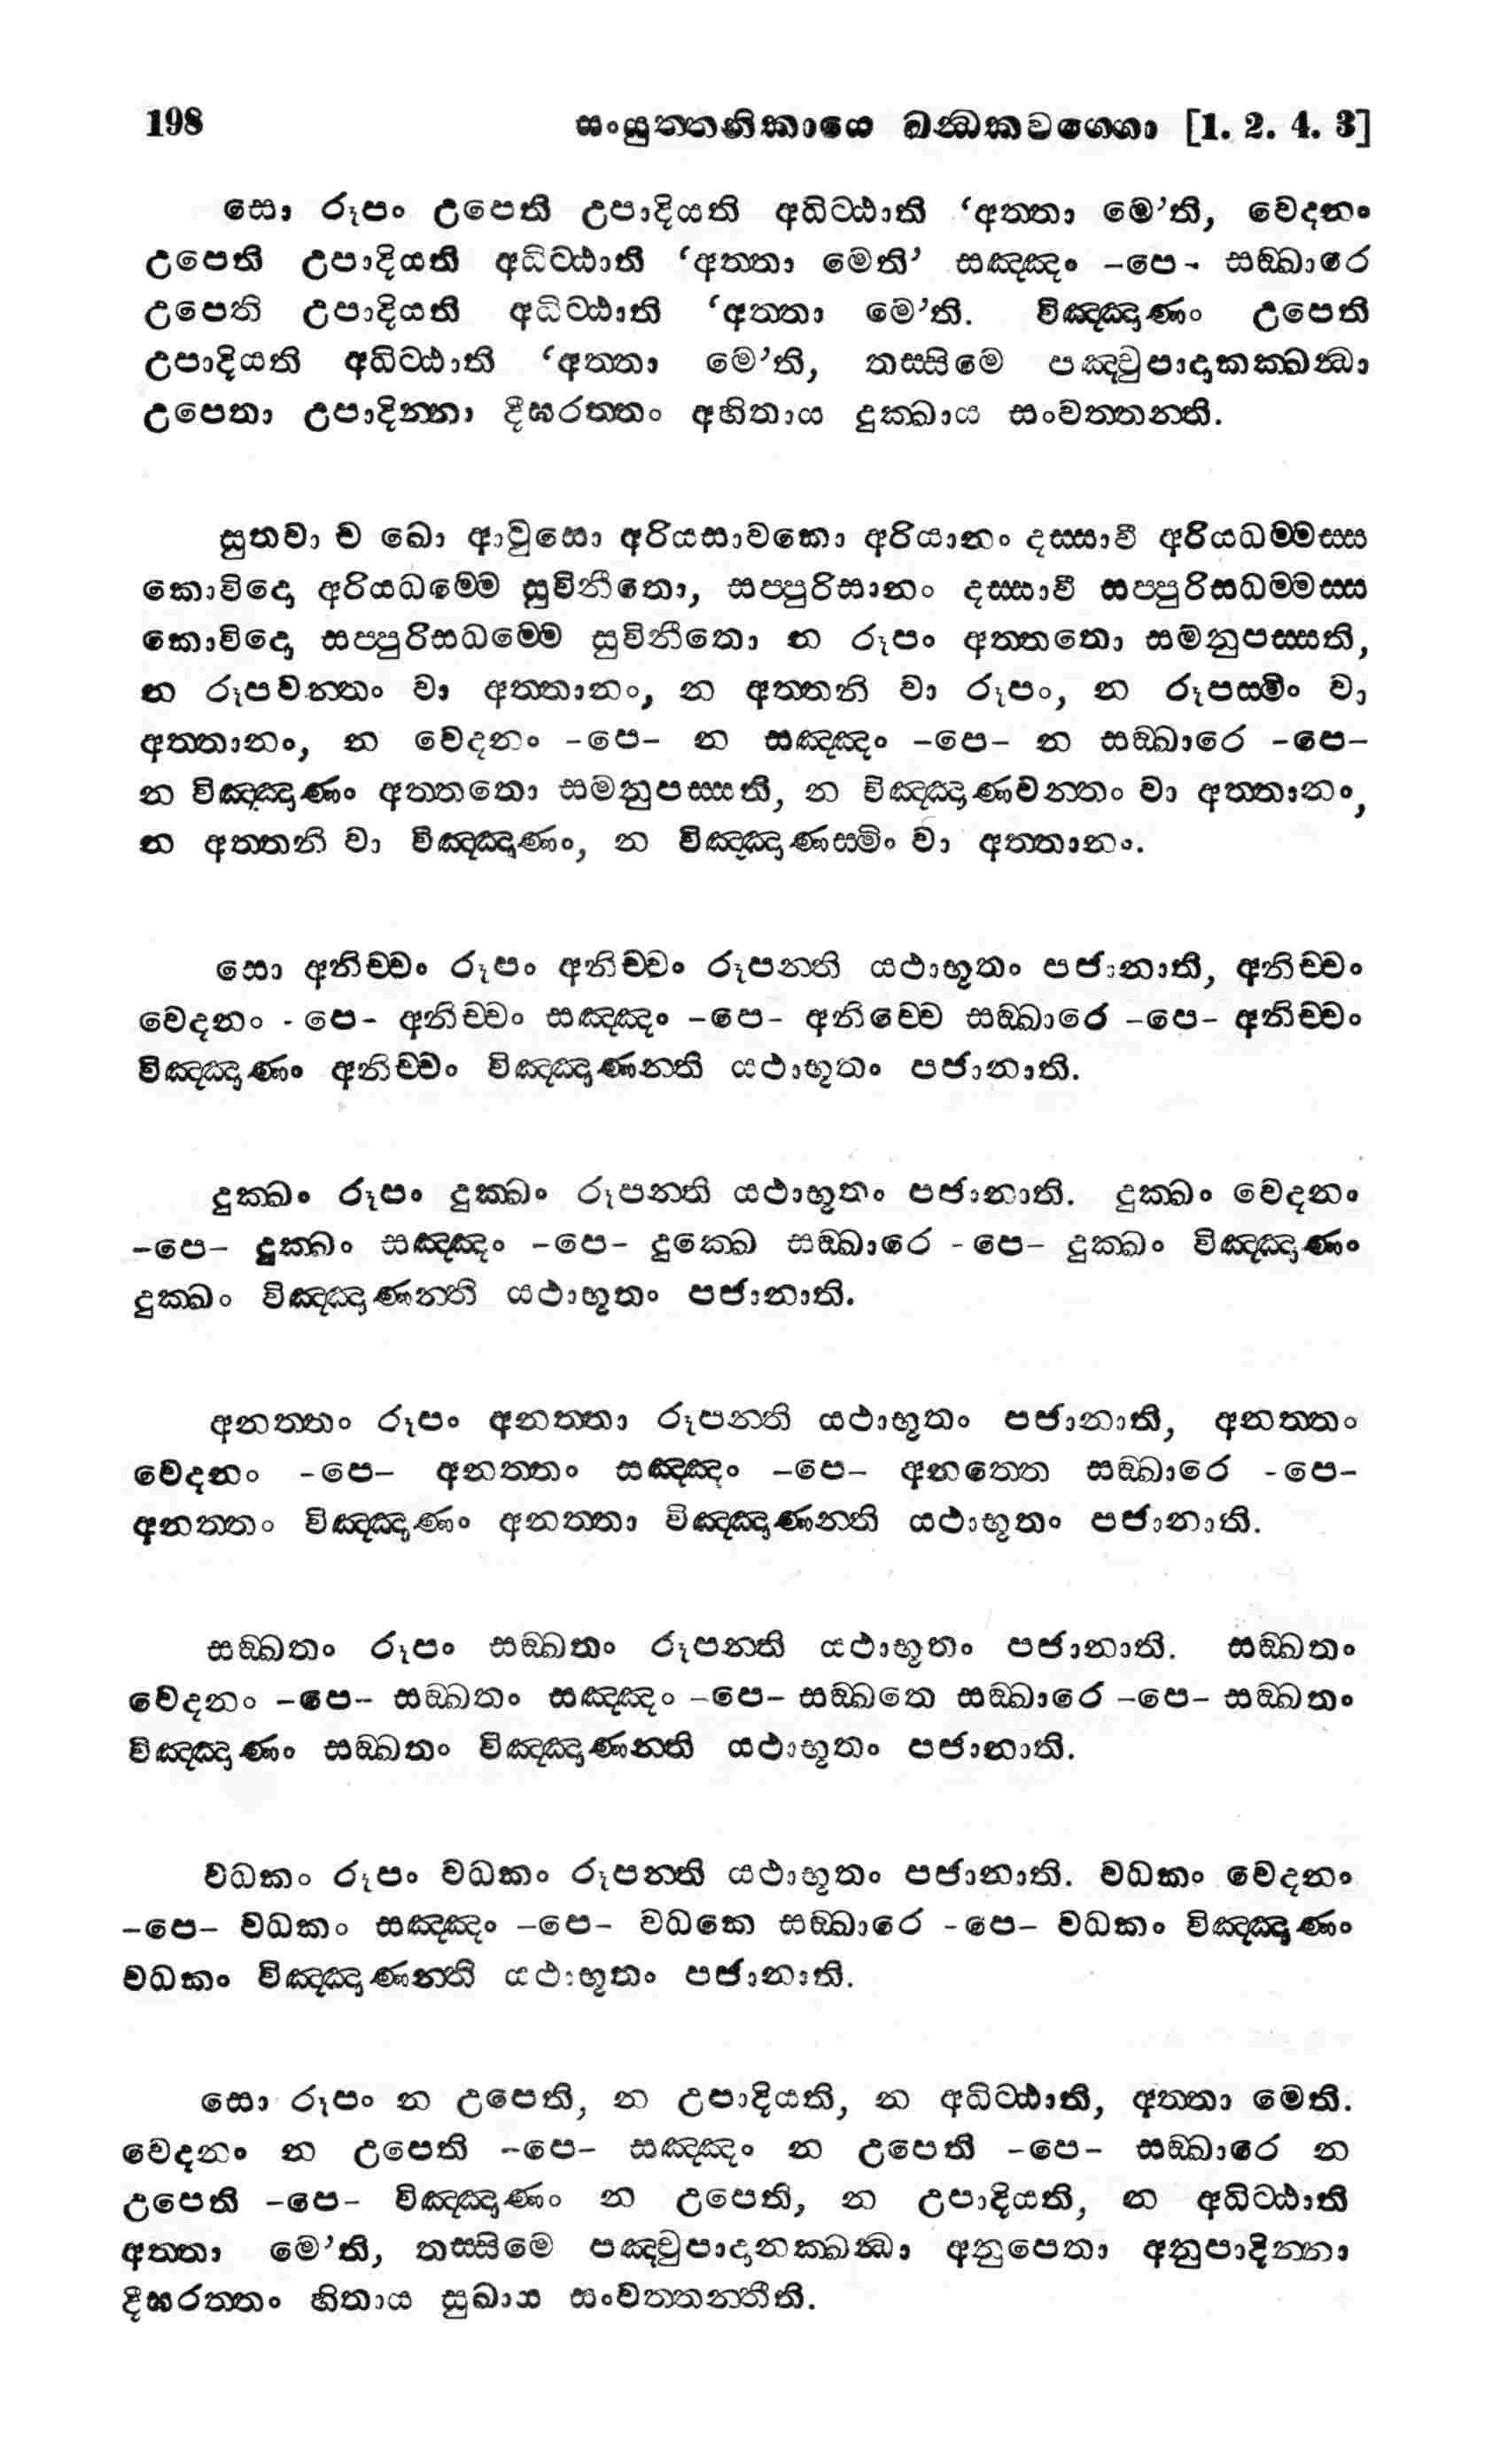 198 සංයුත්තනිකායෙ ඛන්ධකවග්ගො [1. 2. 4. 3]
සො රූපං උපෙති උපාදියති අධිට්ඨාති ‘අත්තා මෙ’ති, වෙදනං
උපෙති උපාදියති අධිට්ඨාති ‘අත්තා මෙති’ සඤ්ඤං -පෙ- සඞ්ඛාරෙ
උපෙති උපාදියති අධිට්ඨාති ‘අත්තා මෙ’ති. විඤ්ඤාණං උපෙති
උපාදියති අධිට්ඨාති ‘අත්තා මෙ’ති, තස්සිමෙ පඤ්චුපාදානක්ඛන්ධා
උපෙතා උපාදින්නා දීඝරත්තං අහිතාය දුක්ඛාය සංවත්තන්ති.
සුතවා ච ඛො ආවුසො අරියසාවකො අරියානං දස්සාවී අරියධම්මස්ස
කොවිදො අරියධම්මෙ සුවිනීතො, සප්පුරිසානං දස්සාවී සප්පුරිසධම්මස්ස
කොවිදො සප්පුරිසධම්මෙ සුවිනීතො න රූපං අත්තතො සමනුපස්සති,
න රූපවන්තං වා අත්තානං, න අත්තනි වා රූපං, න රූපස්මිං වා
අත්තානං, න වෙදනං -පෙ- න සඤ්ඤං -පෙ- න සඞ්ඛාරෙ -පෙ-
න විඤ්ඤාණං අත්තතො සමනුපස්සති, න විඤ්ඤාණවන්තං වා අත්තානං,
න අත්තනි වා විඤ්ඤාණං, න විඤ්ඤාණස්මිං වා අත්තානං.
සො අනිච්චං රූපං අනිච්චං රූපන්ති යථාභූතං පජානාති, අනිච්චං
වෙදනං -පෙ- අනිච්චං සඤ්ඤං -පෙ- අනිච්චෙ සඞ්ඛාරෙ -පෙ- අනිච්චං
විඤ්ඤාණං අනිච්චං විඤ්ඤාණන්ති යථාභූතං පජානාති.
දුක්ඛං රූපං දුක්ඛං රූපන්ති යථාභූතං පජානාති. දුක්ඛං වෙදනං
-පෙ- දුක්ඛං සඤ්ඤං -පෙ- දුක්ඛෙ සඞ්ඛාරෙ -පෙ- දුක්ඛං විඤ්ඤාණං
දුක්ඛං විඤ්ඤාණන්ති යථාභූතං පජානාති.
අනත්තං රූපං අනත්තා රූපන්ති යථාභූතං පජානාති, අනත්තං
වෙදනං -පෙ- අනත්තං සඤ්ඤං -පෙ- අනත්තෙ සඞ්ඛාරෙ -පෙ-
අනත්තං විඤ්ඤාණං අනත්තා විඤ්ඤාණන්ති යථාභූතං පජානාති.
සඞ්ඛතං රූපං සඞ්ඛතං රූපන්ති යථාභූතං පජානාති. සඞ්ඛතං
වෙදනං -පෙ- සඞ්ඛතං සඤ්ඤං -පෙ- සඞ්ඛතෙ සඞ්ඛාරෙ -පෙ- සඞ්ඛතං
විඤ්ඤාණං සඞ්ඛතං විඤ්ඤාණන්ති යථාභූතං පජානාති.
වධකං රූපං වධකං රූපන්ති යථාභූතං පජානාති. වධකං වෙදනං
-පෙ- වධකං සඤ්ඤං -පෙ- වධකෙ සඞ්ඛාරෙ -පෙ- වධකං විඤ්ඤාණං
වධකං විඤ්ඤාණන්ති යථාභූතං පජානාති.
සො රූපං න උපෙති, න උපාදියති, න අධිට්ඨාති, අත්තා මෙති.
වෙදනං න උපෙති -පෙ- සඤ්ඤං න උපෙති -පෙ- සඞ්ඛාරෙ න
උපෙති -පෙ- විඤ්ඤාණං න උපෙති, න උපාදියති, න අධිට්ඨාති
අත්තා මෙ’ති, තස්සිමෙ පඤ්චුපාදානක්ඛන්ධා අනුපෙතා අනුපාදින්නා
දීඝරත්තං හිතාය සුඛාය සංවත්තන්තීති.